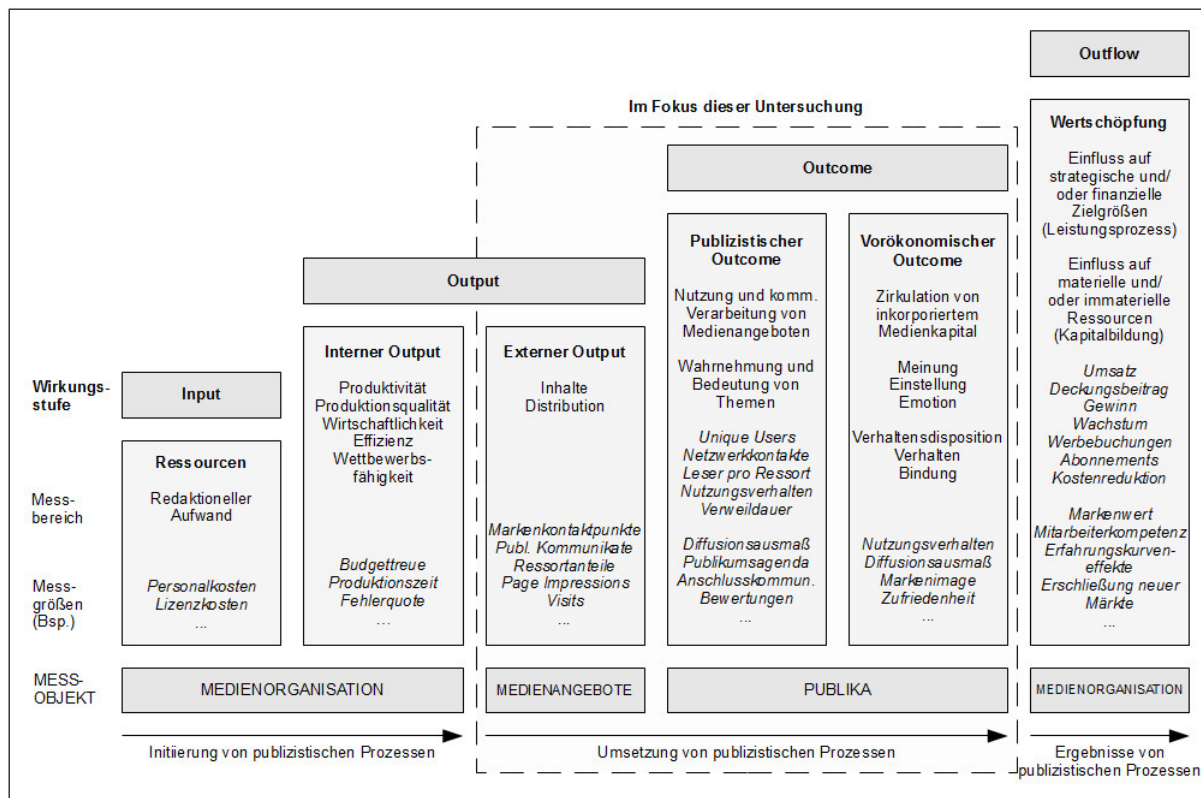 Outflow
Im Fokus dieser Untersuchung
Wertschöpfung
Einfluss auf
strategische und/
oder finanzielle
Zielgrößen
(Leistungsprozess)
Einfluss auf
materielle und/
oder immaterielle
Ressourcen
(Kapitalbildung)
Umsatz
Deckungsbeitrag
Gewinn
Wachstum
Werbebuchungen
Abonnements
Kostenreduktion
Markenwert
Mitarbeiterkompetenz
Erfahrungskurven-
effekte
Erschließung neuer
Märkte
...
Outcome
Publizistischer
Outcome
Nutzung und komm.
Verarbeitung von
Medienangeboten
Wahrnehmung und
Bedeutung von
Themen
Unique Users
Netzwerkkontakte
Leser pro Ressort
Nutzungsverhalten
Verweildauer
Diffusionsausmaß
Publikumsagenda
Anschlusskommun.
Bewertungen
...
Vorökonomischer
Outcome
Zirkulation von
inkorporiertem
Medienkapital
Meinung
Einstellung
Emotion
Verhaltensdisposition
Verhalten
Bindung
Nutzungsverhalten
Diffusionsausmaß
Markenimage
Zufriedenheit
...
Output
Interner Output
Produktivität
Produktionsqualität
Wirtschaftlichkeit
Effizienz
Wettbewerbs-
fähigkeit
Budgettreue
Produktionszeit
Fehlerquote
...
Externer Output
Inhalte
Distribution
Markenkontaktpunkte
Publ. Kommunikate
Ressortanteile
Page Impressions
Visits
...
Wirkungs-
stufe
Input
Ressourcen
Redaktioneller
Aufwand
Personalkosten
Lizenzkosten
...
Mess-
bereich
Mess-
größen
(Bsp.)
MESS-
OBJEKT
MEDIENORGANISATION
MEDIENANGEBOTE
PUBLIKA
MEDIENORGANISATION
Initiierung von publizistischen Prozessen
Umsetzung von publizistischen Prozessen
Ergebnisse von
publizistischen Prozessen